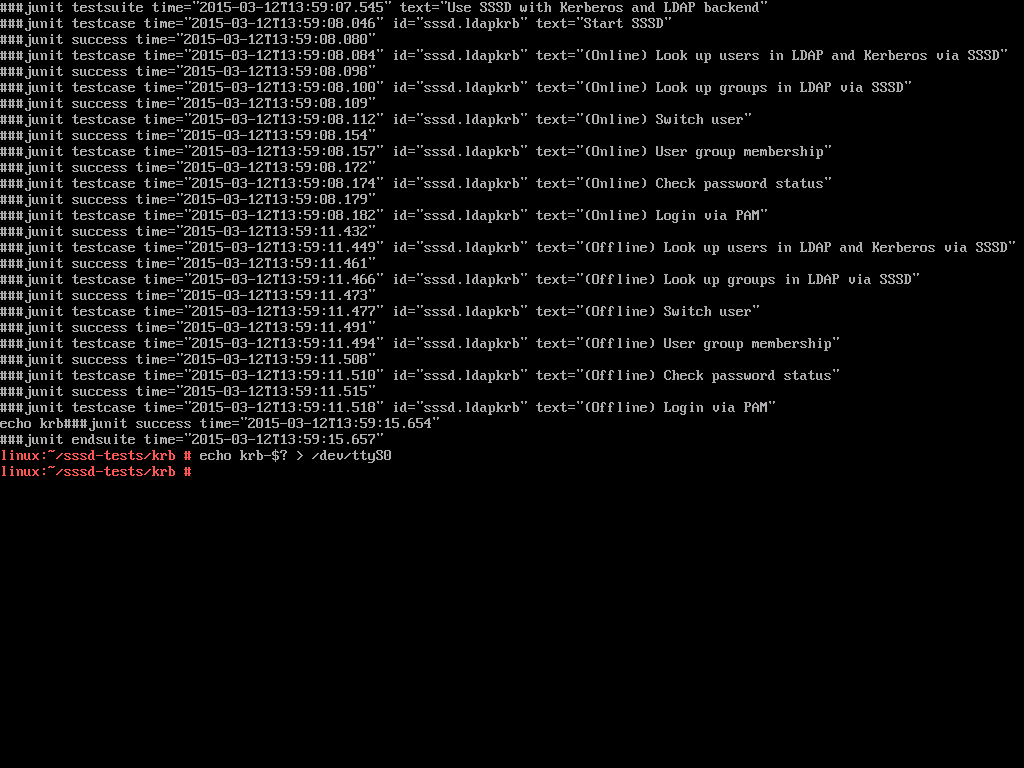 ###junit testsuite time="2015-03-12T13:59:07.545" text="Use SSSD with Kerberos and LDAP backend"
###junit testcase time="2015-03-12T13:59:08.046" id="sssd.ldapkrb" text="Start SSSD"
###junit success time="2015-03-12T13:59:08.080"
###junit testcase time="2015-03-12T13:59:08.084" id="sssd.ldapkrb" text="(Online) Look up users in LDAP and Kerberos via SSSD"
###junit success time="2015-03-12T13:59:08.098"
###junit testcase time="2015-03-12T13:59:08.100" id="sssd.ldapkrb" text="(Online) Look up groups in LDAP via SSSD"
###junit success time="2015-03-12T13:59:08.109"
###junit testcase time="2015-03-12T13:59:08.112" id="sssd.ldapkrb" text="(Online) Switch user"
###junit success time="2015-03-12T13:59:08.154"
###junit testcase time="2015-03-12T13:59:08.157" id="sssd.ldapkrb" text="(Online) User group membership"
###junit success time="2015-03-12T13:59:08.172"
###junit testcase time="2015-03-12T13:59:08.174" id="sssd.ldapkrb" text="(Online) Check password status"
###junit success time="2015-03-12T13:59:08.179"
###junit testcase time="2015-03-12T13:59:08.182" id="sssd.ldapkrb" text="(Online) Login via PAM"
###junit success time="2015-03-12T13:59:11.432"
###junit testcase time="2015-03-12T13:59:11.449" id="sssd.ldapkrb" text="(Offline) Look up users in LDAP and Kerberos via SSSD"
###junit success time="2015-03-12T13:59:11.461"
###junit testcase time="2015-03-12T13:59:11.466" id="sssd.ldapkrb" text="(Offline) Look up groups in LDAP via SSSD"
###junit success time="2015-03-12T13:59:11.473"
###junit testcase time="2015-03-12T13:59:11.477" id="sssd.ldapkrb" text="(Offline) Switch user"
###junit success time="2015-03-12T13:59:11.491"
###junit testcase time="2015-03-12T13:59:11.494" id="sssd.ldapkrb" text="(Offline) User group membership"
###junit success time="2015-03-12T13:59:11.508"
###junit testcase time="2015-03-12T13:59:11.510" id="sssd.ldapkrb" text="(Offline) Check password status"
###junit success time="2015-03-12T13:59:11.515"
###junit testcase time="2015-03-12T13:59:11.518" id="sssd.ldapkrb" text="(Offline) Login via PAM"
echo krb###junit success time="2015-03-12T13:59:15.654"
###junit endsuite time="2015-03-12T13:59:15.657"
linux:~/sssd-tests/krb # echo krb-$? > /dev/ttyS0
linux:~/sssd-tests/krb #